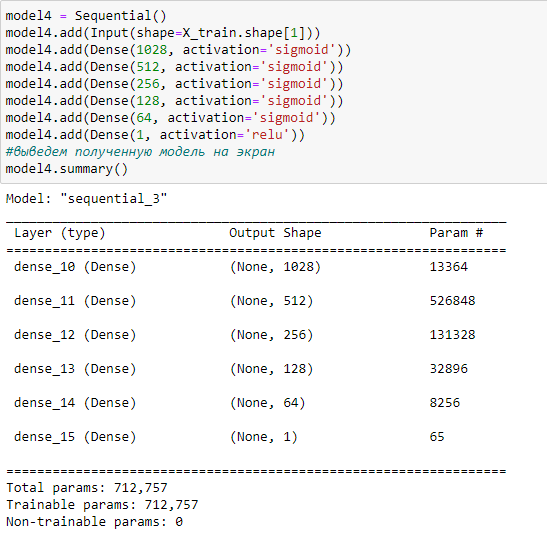 model4 = Sequential()
model4.add(Input(shape=X_train.shape[1]))
model4.add(Dense(1028, activation='sigmoid'))
model4.add(Dense(512, activation='sigmoid'))
model4.add(Dense(256, activation='sigmoid'))
model4.add(Dense(128, activation='sigmoid'))
model4.add(Dense(64, activation='sigmoid'))
model4.add(Dense(1, activation='relu'))
#выведем полученную модель на экран
model4.summary()
Model: "sequential_3"
Layer (type) Output Shape Param #
dense_10 (Dense) (None, 1028) 13364
dense_11 (Dense) (None, 512) 526848
dense_12 (Dense) (None, 256) 131328
dense_13 (Dense) (None, 128) 32896
dense_14 (Dense) (None, 64) 8256
dense_15 (Dense) (None, 1) 65
Total params: 712,757
Trainable params: 712,757
Non-trainable params: 0